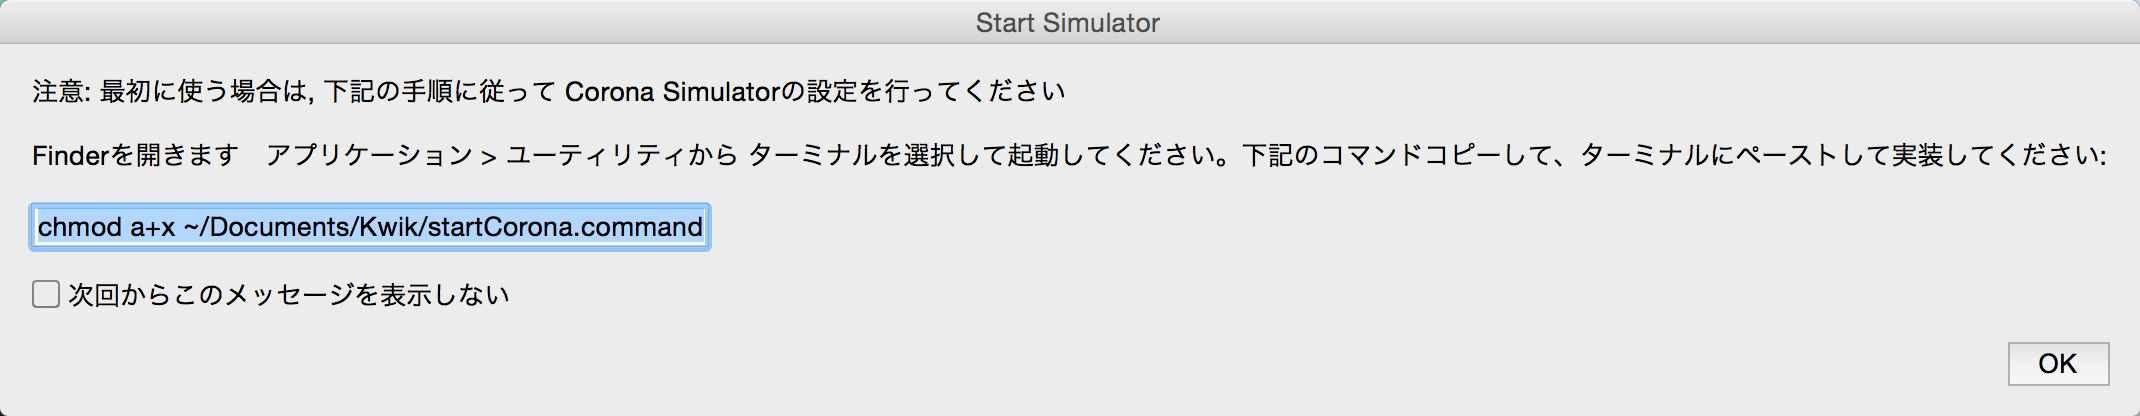 Start Simulator
注意: 最初に使う場合は, 下記の手順に従って Corona Simulatorの設定を行ってください
Finderを開きます　アプリケーション > ユーティリティから ターミナルを選択して起動してください。下記のコマンドコピーして、ターミナルにペーストして実装してください:
chmod a+x ~/Documents/Kwik/startCorona.command
次回からこのメッセージを表示しない
OK